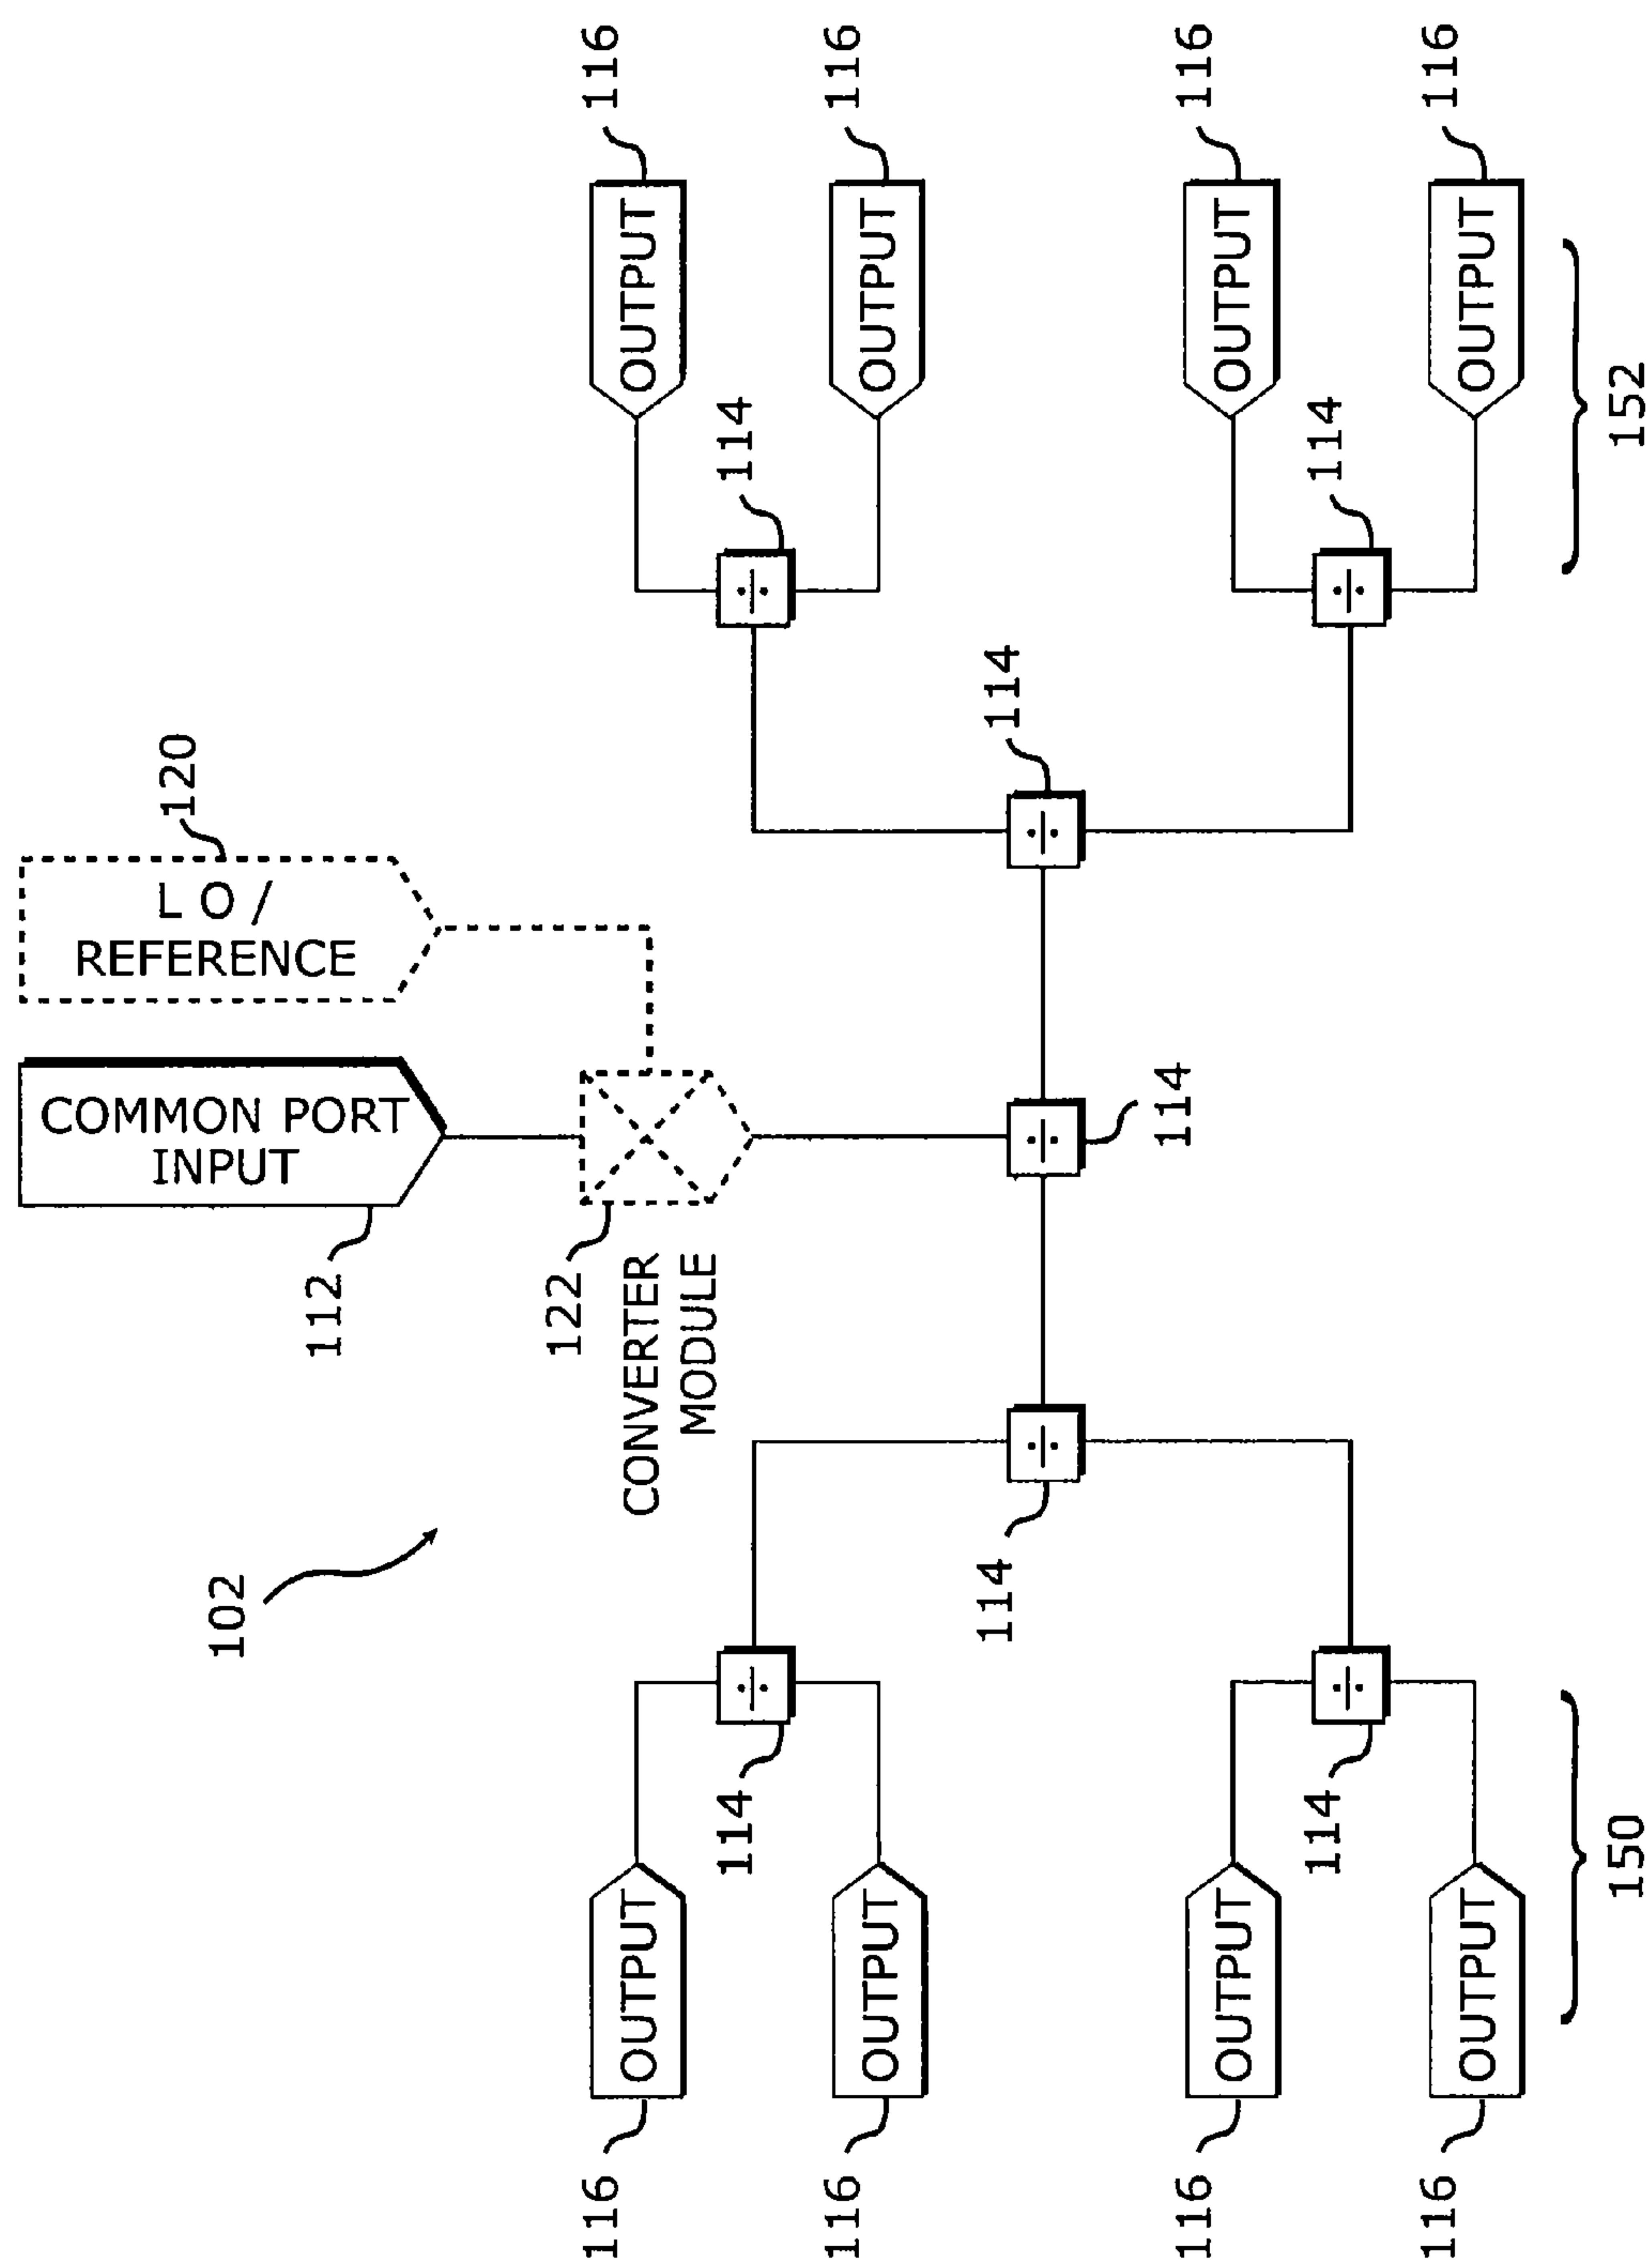 COMMON PORT
INPUT
112
L O /
REFERENCE
120
102
122
CONVERTER
MODULE
116
OUTPUT
114
OUTPUT
116
114
114
114
114
OUTPUT
116
OUTPUT
116
116
OUTPUT
114
116
OUTPUT
150
114
OUTPUT
116
OUTPUT
116
152